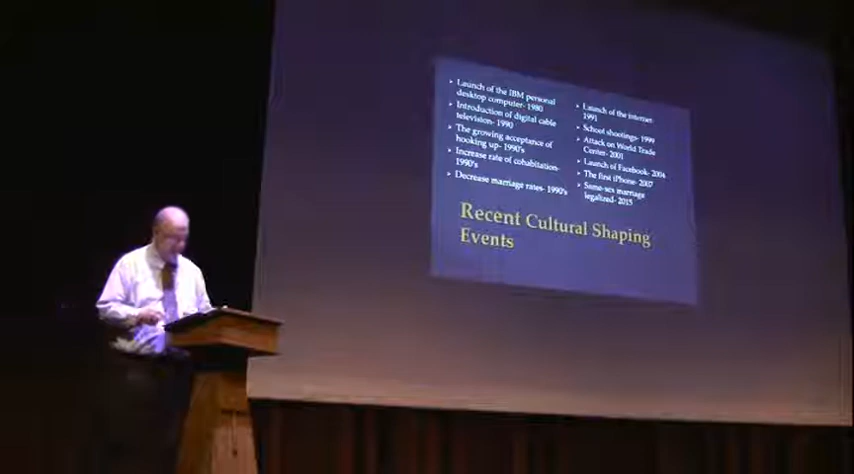 ➢ Launch of the IBM personal
desktop computer- 1980
➢ Introduction of digital cable
television- 1990
➢ The growing acceptance of
hooking up- 1990's
➢ Increase rate of cohabitation-
1990's
➢ Decrease marriage rates- 1990's
➢ Launch of the internet-
1991
➢ School shootings- 1999
➢ Attack on World Trade
Center- 2001
➢ Launch of Facebook- 2004
➢ The first iPhone- 2007
➢ Same-sex marriage
legalized- 2015
Recent Cultural Shaping
Events